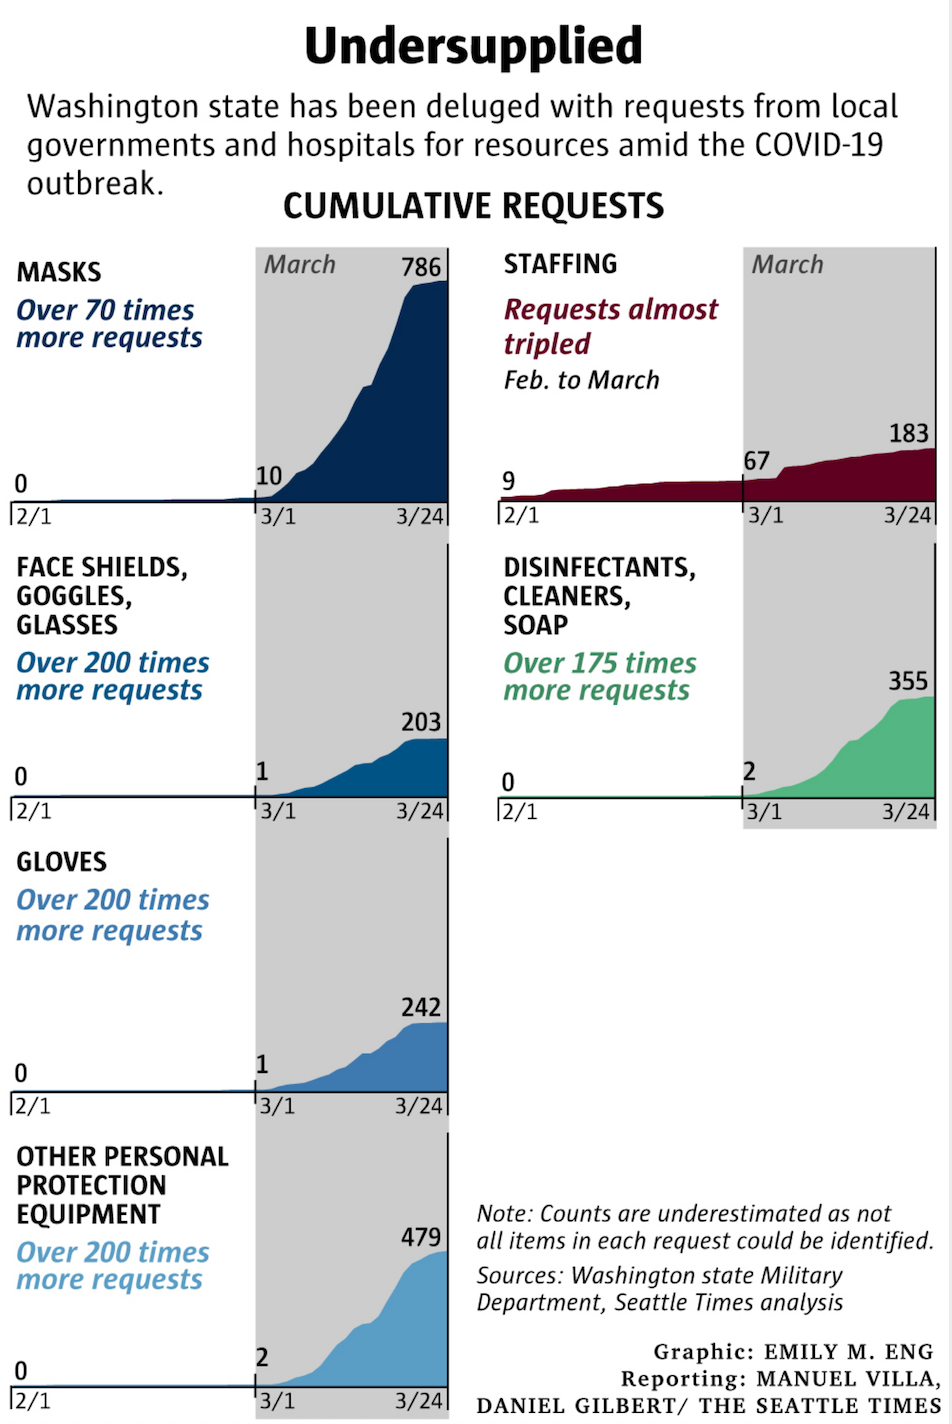 Undersupplied
Washington state has been deluged with requests from local
governments and hospitals for resources amid the COVID-19
outbreak.
CUMULATIVE REQUESTS
MASKS
Over 70 times
more requests
March
786
0
10
2/1
3/1
3/24
STAFFING
Requests almost
tripled
Feb. to March
March
183
9
67
2/1
3/1
3/24
FACE SHIELDS,
GOGGLES,
GLASSES
Over 200 times
more requests
203
0
1
2/1
3/1
3/24
DISINFECTANTS,
CLEANERS,
SOAP
Over 175 times
more requests
355
0
2
2/1
3/1
3/24
GLOVES
Over 200 times
more requests
242
0
1
2/1
3/1
3/24
OTHER PERSONAL
PROTECTION
EQUIPMENT
Over 200 times
more requests
479
0
2
2/1
3/1
3/24
Note: Counts are underestimated as not
all items in each request could be identified.
Sources: Washington state Military
Department, Seattle Times analysis
Graphic: EMILY M. ENG
Reporting: MANUEL VILLA,
DANIEL GILBERT/ THE SEATTLE TIMES